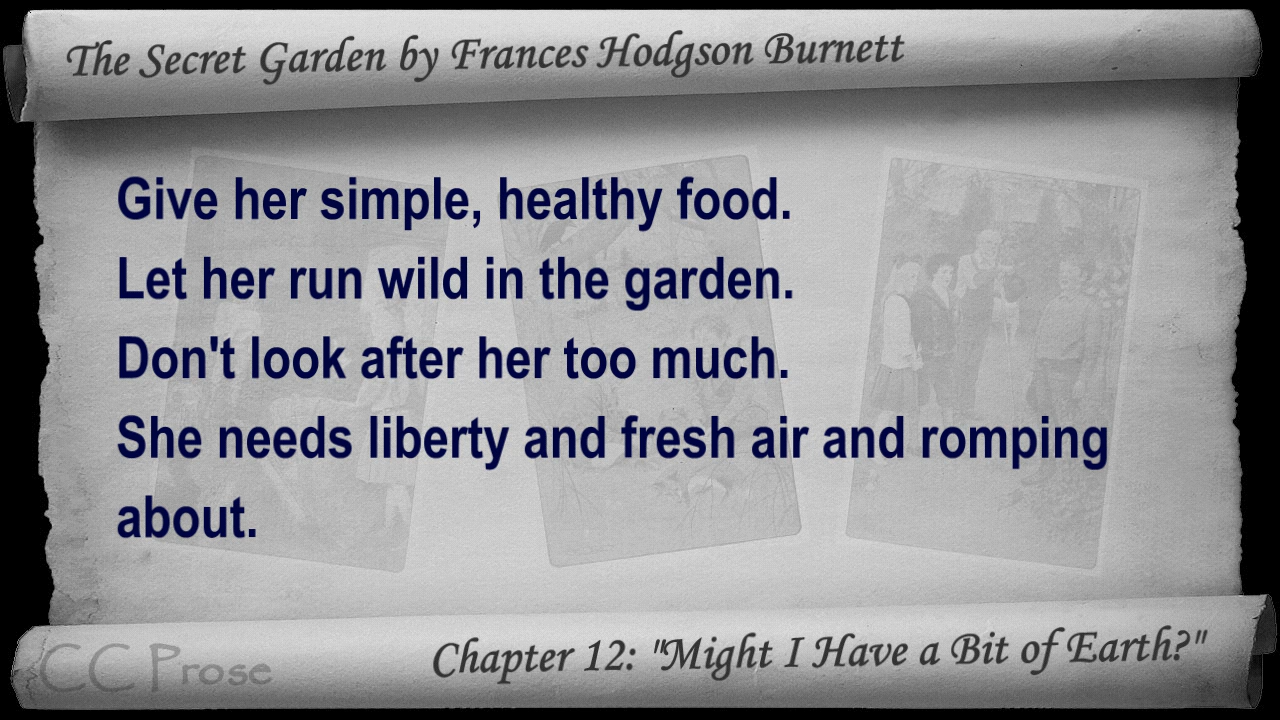 The Secret Garden by Frances Hodgson Burnett
Give her simple, healthy food.
Let her run wild in the garden.
Don't look after her too much.
She needs liberty and fresh air and romping
about.
CC Prose
Chapter 12: "Might I Have a Bit of Earth?"